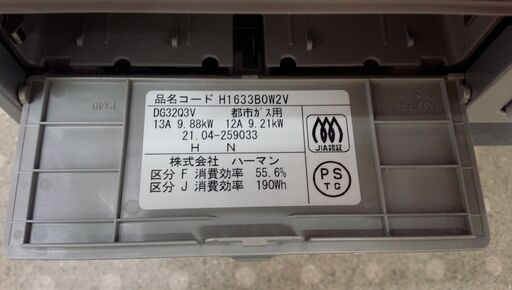 品名コード H1633B0W2V
DG32Q3V 都市ガス用
13A 9.88kW 12A 9.21kW
21.04-259033
H N
JIA認証
株式会社 ハーマン
区分 F 消費効率 55.6%
区分 J 消費効率 190Wh
PS
TG